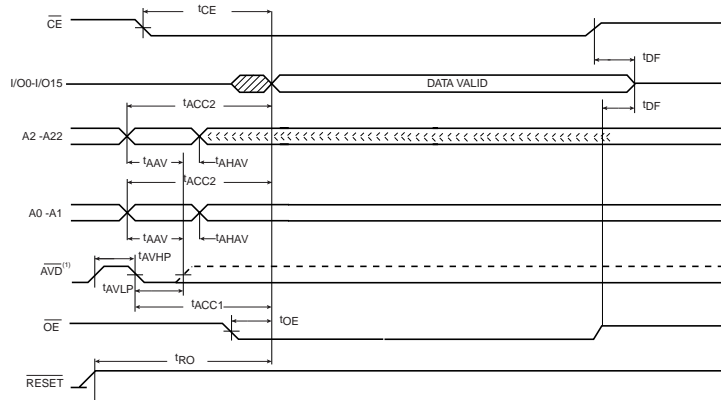 tCE
CE
tDF
I/O0-I/O15
DATA VALID
tACC2
tDF
A2 -A22
tAAV
tAHAV
tACC2
A0 -A1
tAAV
tAHAV
tAVHP
AVD(1)
tAVLP
tACC1
tOE
OE
tRO
RESET